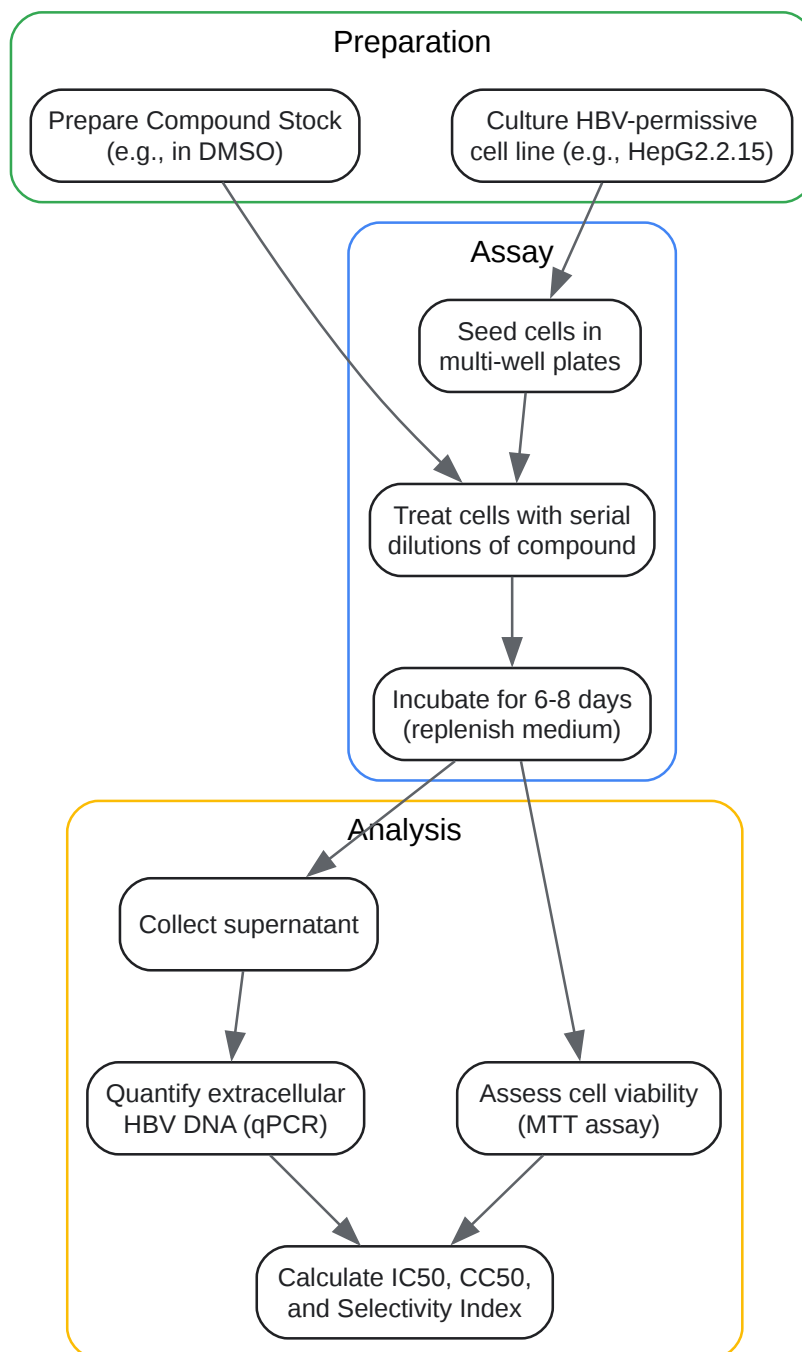 Preparation
Prepare Compound Stock
(e.g., in DMSO)
Culture HBV-permissive
cell line (e.g., HepG2.2.15)
Assay
Seed cells in
multi-well plates
Treat cells with serial
dilutions of compound
Incubate for 6-8 days
(replenish medium)
Analysis
Collect supernatant
Quantify extracellular
HBV DNA (qPCR)
Assess cell viability
(MTT assay)
Calculate IC50, CC50,
and Selectivity Index